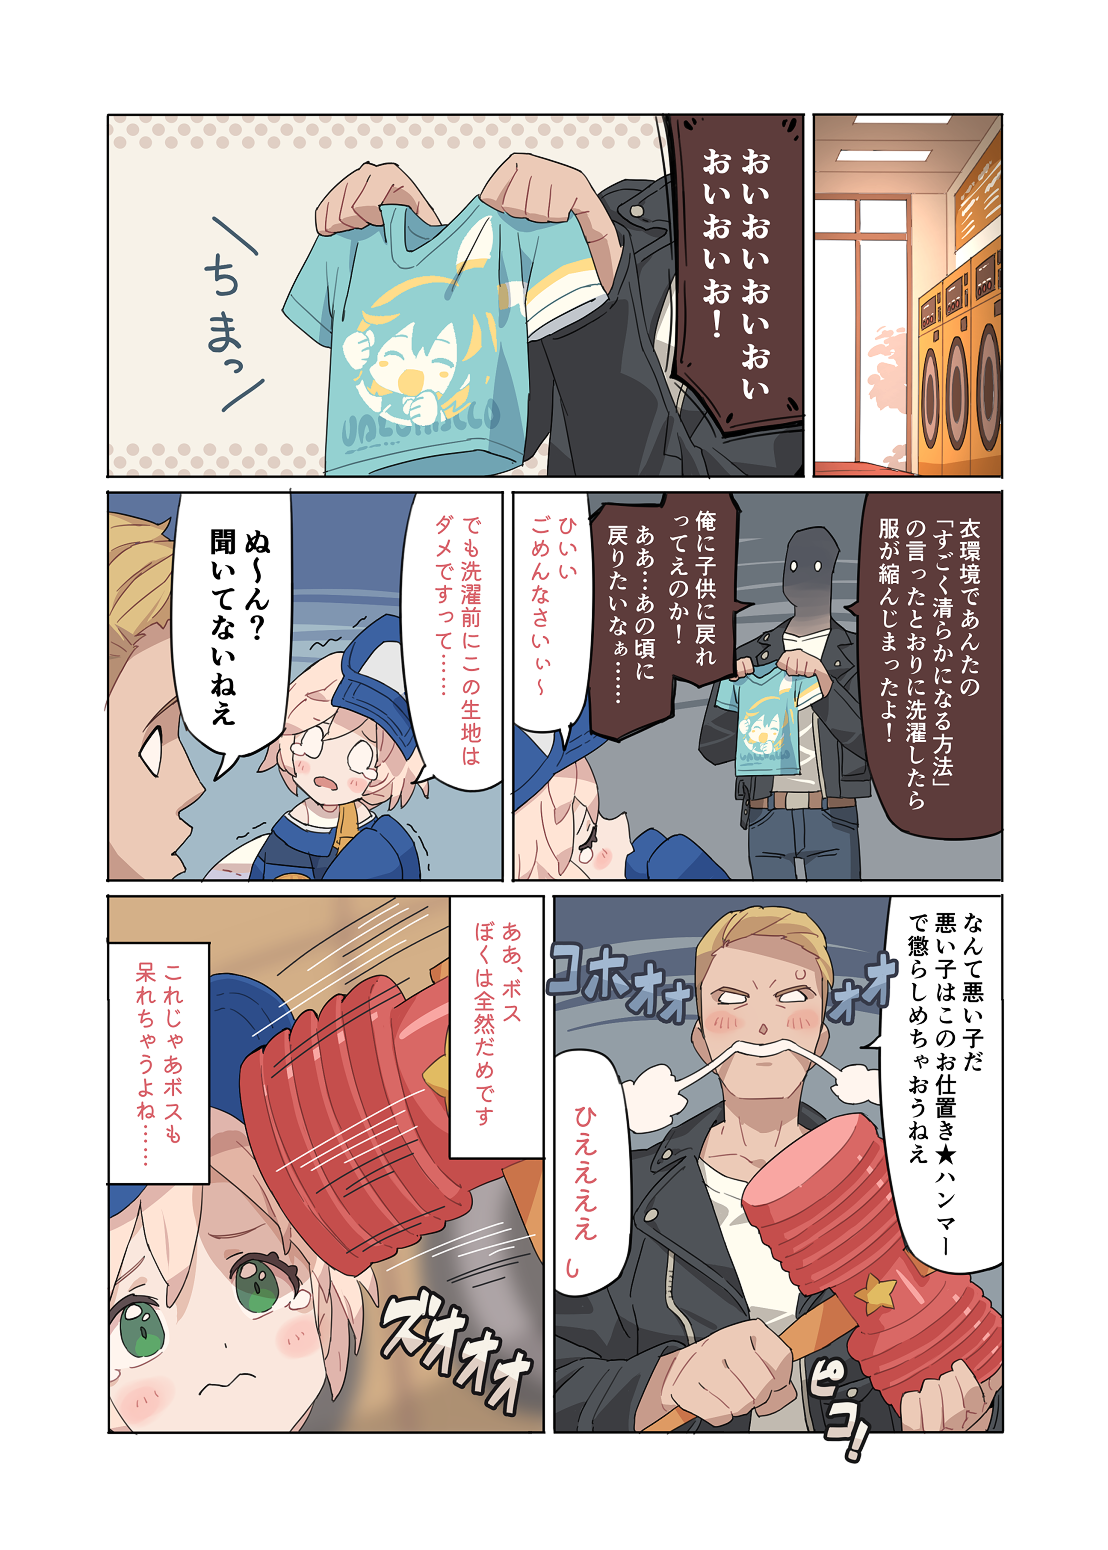 おいおいおいおい
おいおいお!
ちまっ
UNLUCHILLO
衣環境であんたの
「すごく清らかになる方法」
の言ったとおりに洗濯したら
服が縮んじまったよ!
俺に子供に戻れ
ってえのか!
ああ…あの頃に
戻りたいなぁ……
ひいい
ごめんなさいぃ~
でも洗濯前にこの生地は
ダメですって……
ぬ~ん?
聞いてないねえ
なんて悪い子だ
悪い子はこのお仕置き★ハンマー
で懲らしめちゃおうねえ
コホオォ
ォオ
ひえええええ
し
ピ.コ!
ああ、ボス
ぼくは全然だめです
これじゃあボスも
呆れちゃうよね……
ズオオオオ